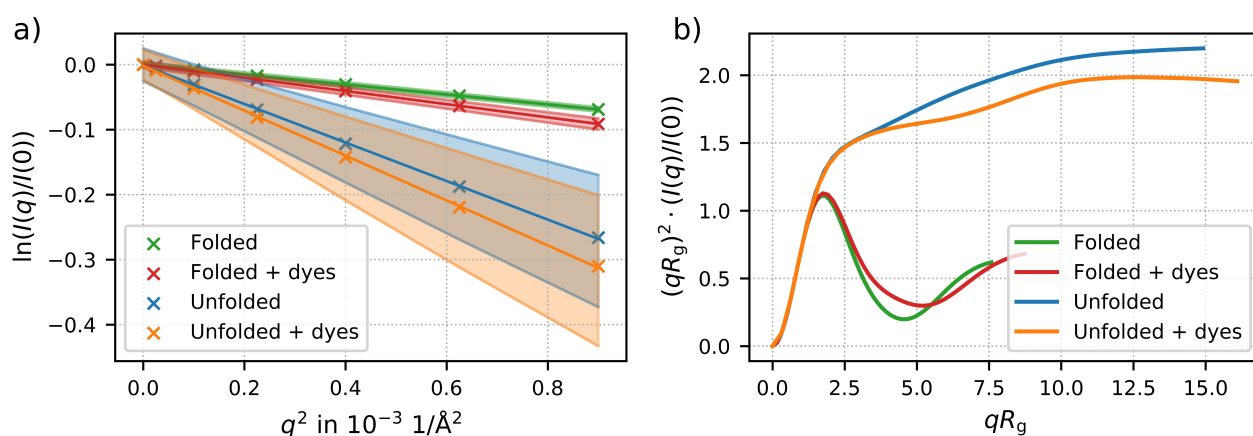 a)
ln(I(q)/I(0))
0.0
−0.1
−0.2
−0.3
−0.4
Folded
Folded + dyes
Unfolded
Unfolded + dyes
0.0 0.2 0.4 0.6 0.8
q² in 10⁻³ 1/Å²
b)
(qR_g)² · (I(q)/I(0))
2.0
1.5
1.0
0.5
0.0
Folded
Folded + dyes
Unfolded
Unfolded + dyes
0.0 2.5 5.0 7.5 10.0 12.5 15.0
qR_g